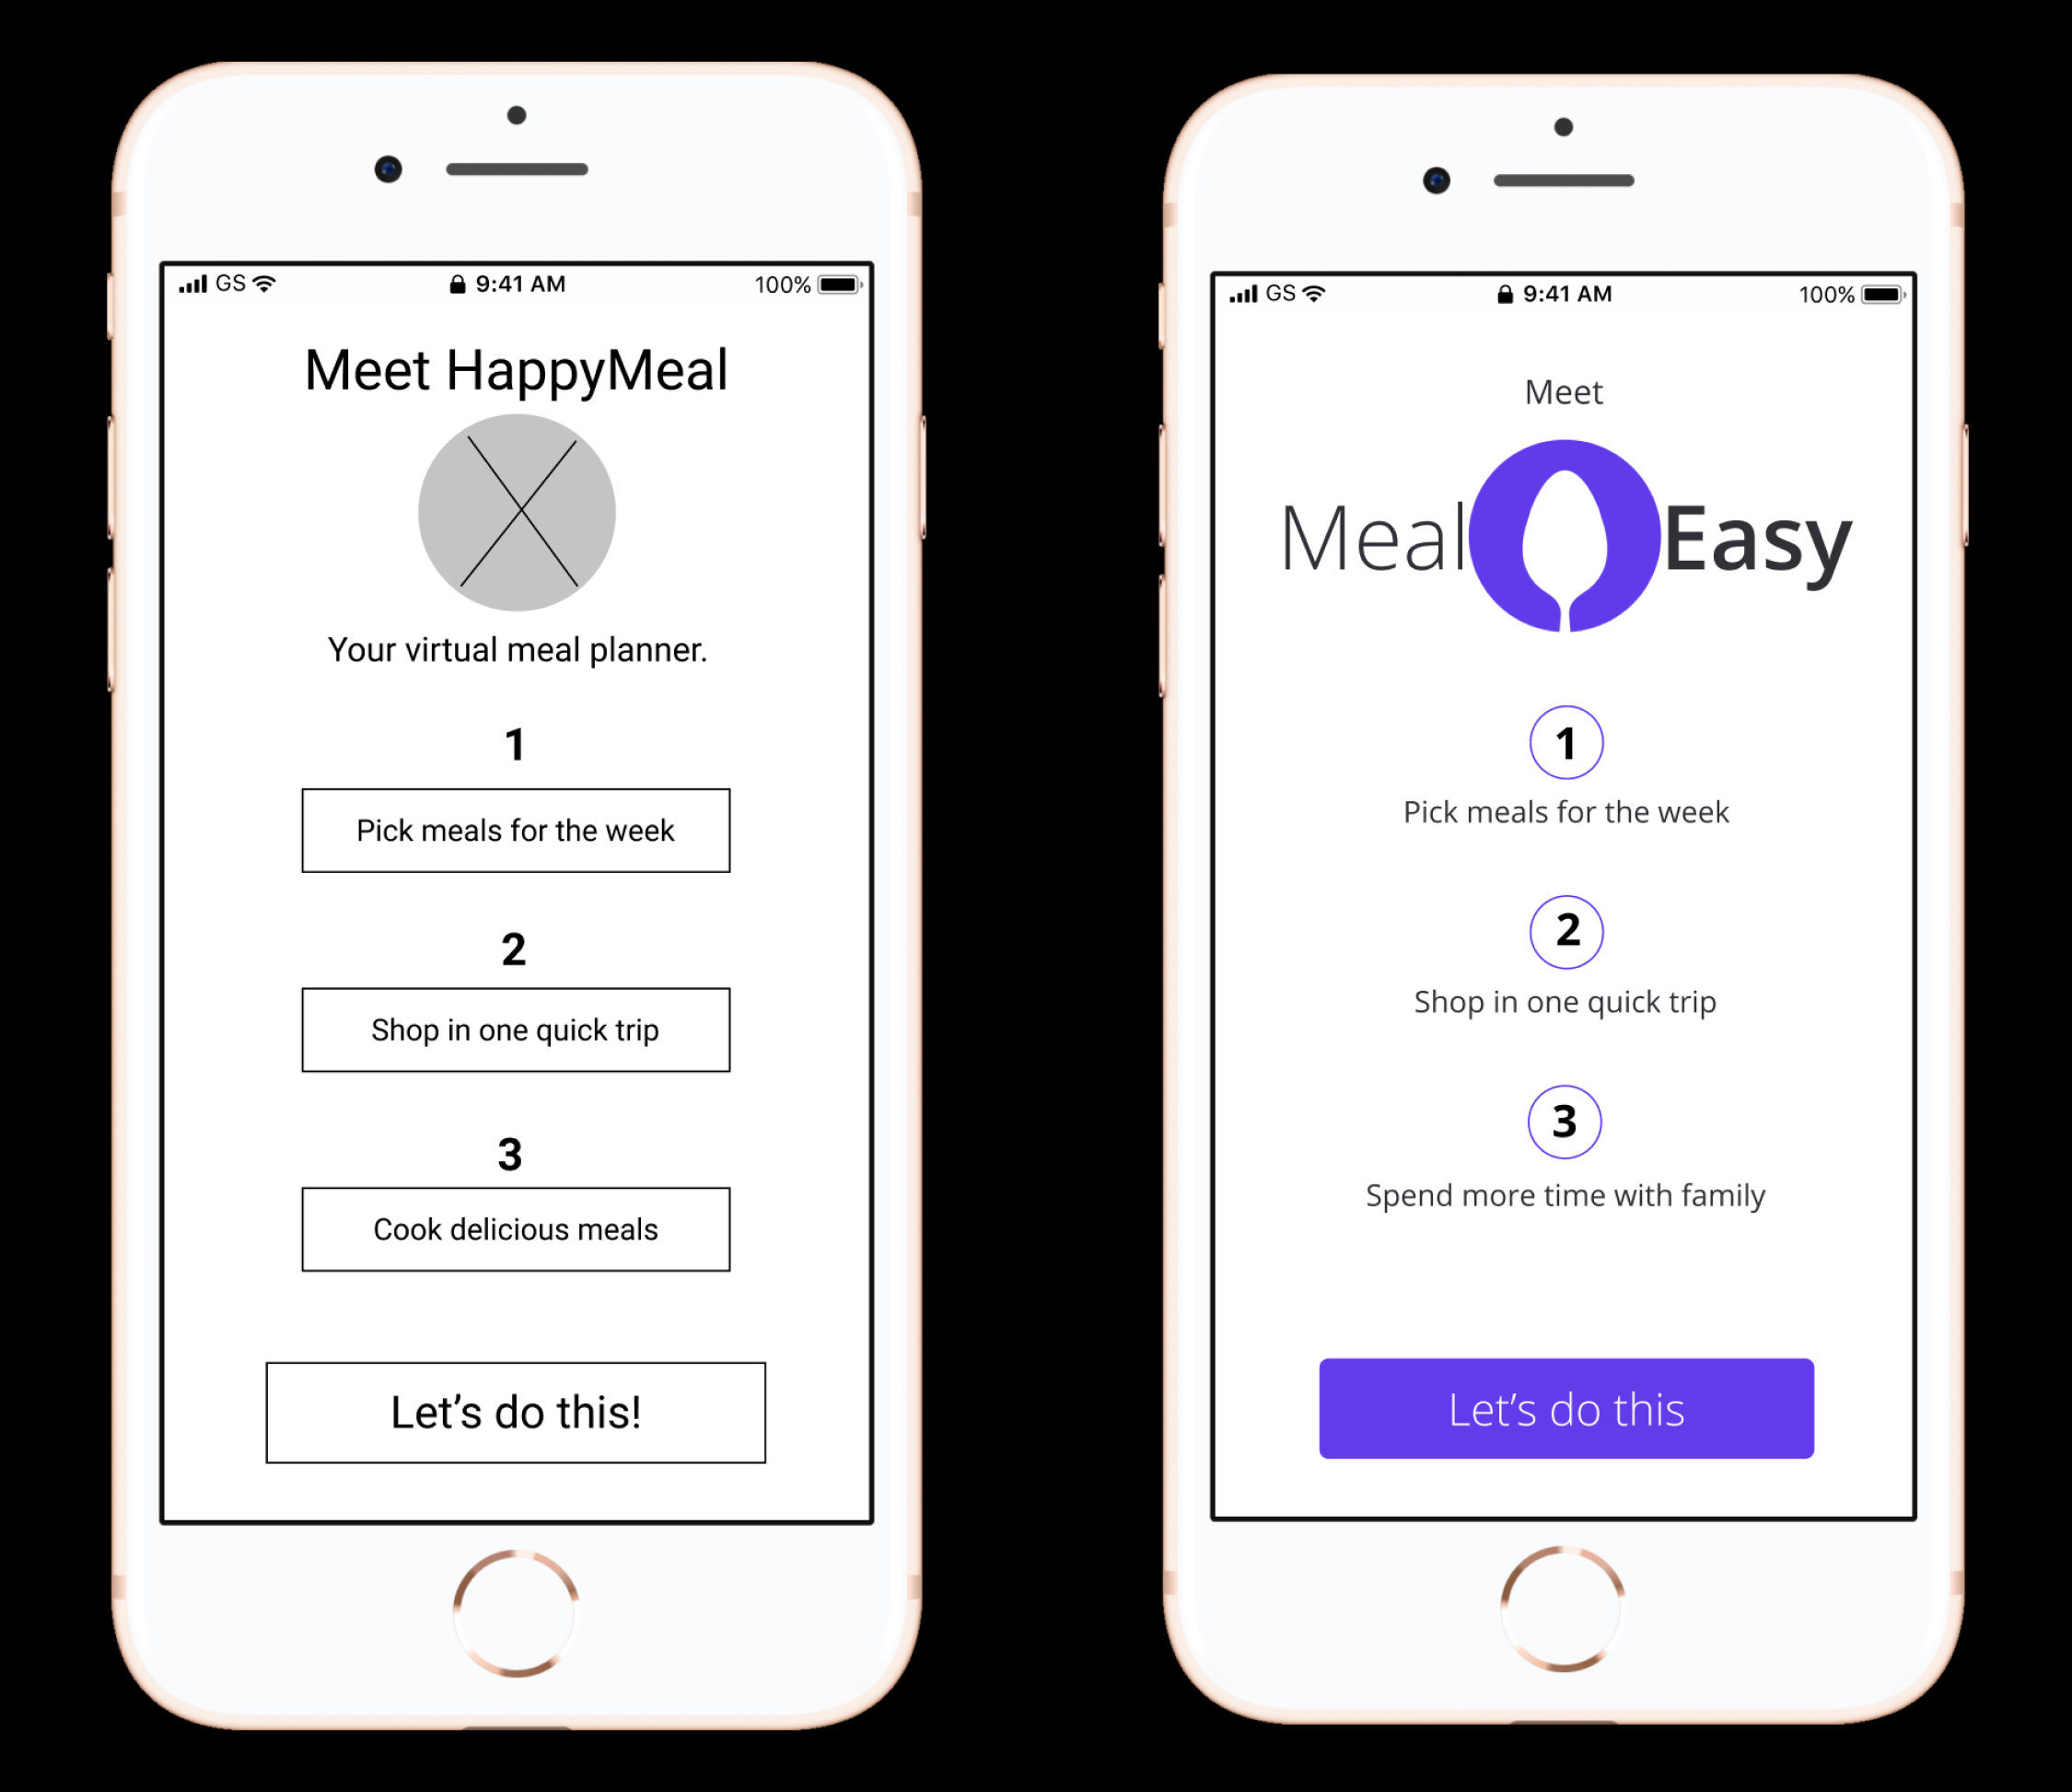 GS 9:41 AM 100%
Meet HappyMeal
Your virtual meal planner.
1
Pick meals for the week
2
Shop in one quick trip
3
Cook delicious meals
Let’s do this!
GS 9:41 AM 100%
Meet
Meal Easy
1
Pick meals for the week
2
Shop in one quick trip
3
Spend more time with family
Let’s do this